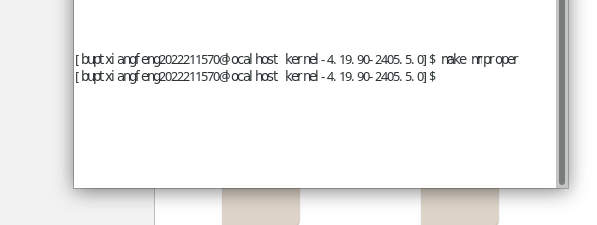 [buptxiangfeng2022211570@localhost kernel-4.19.90-2405.5.0]$ make mrproper
[buptxiangfeng2022211570@localhost kernel-4.19.90-2405.5.0]$